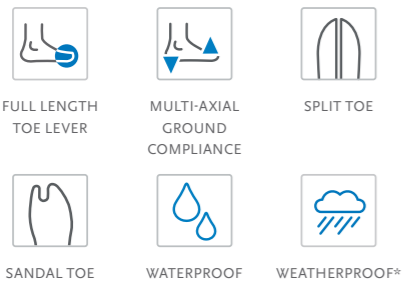 FULL LENGTH
TOE LEVER
MULTI-AXIAL
GROUND
COMPLIANCE
SPLIT TOE
SANDAL TOE
WATERPROOF
WEATHERPROOF*